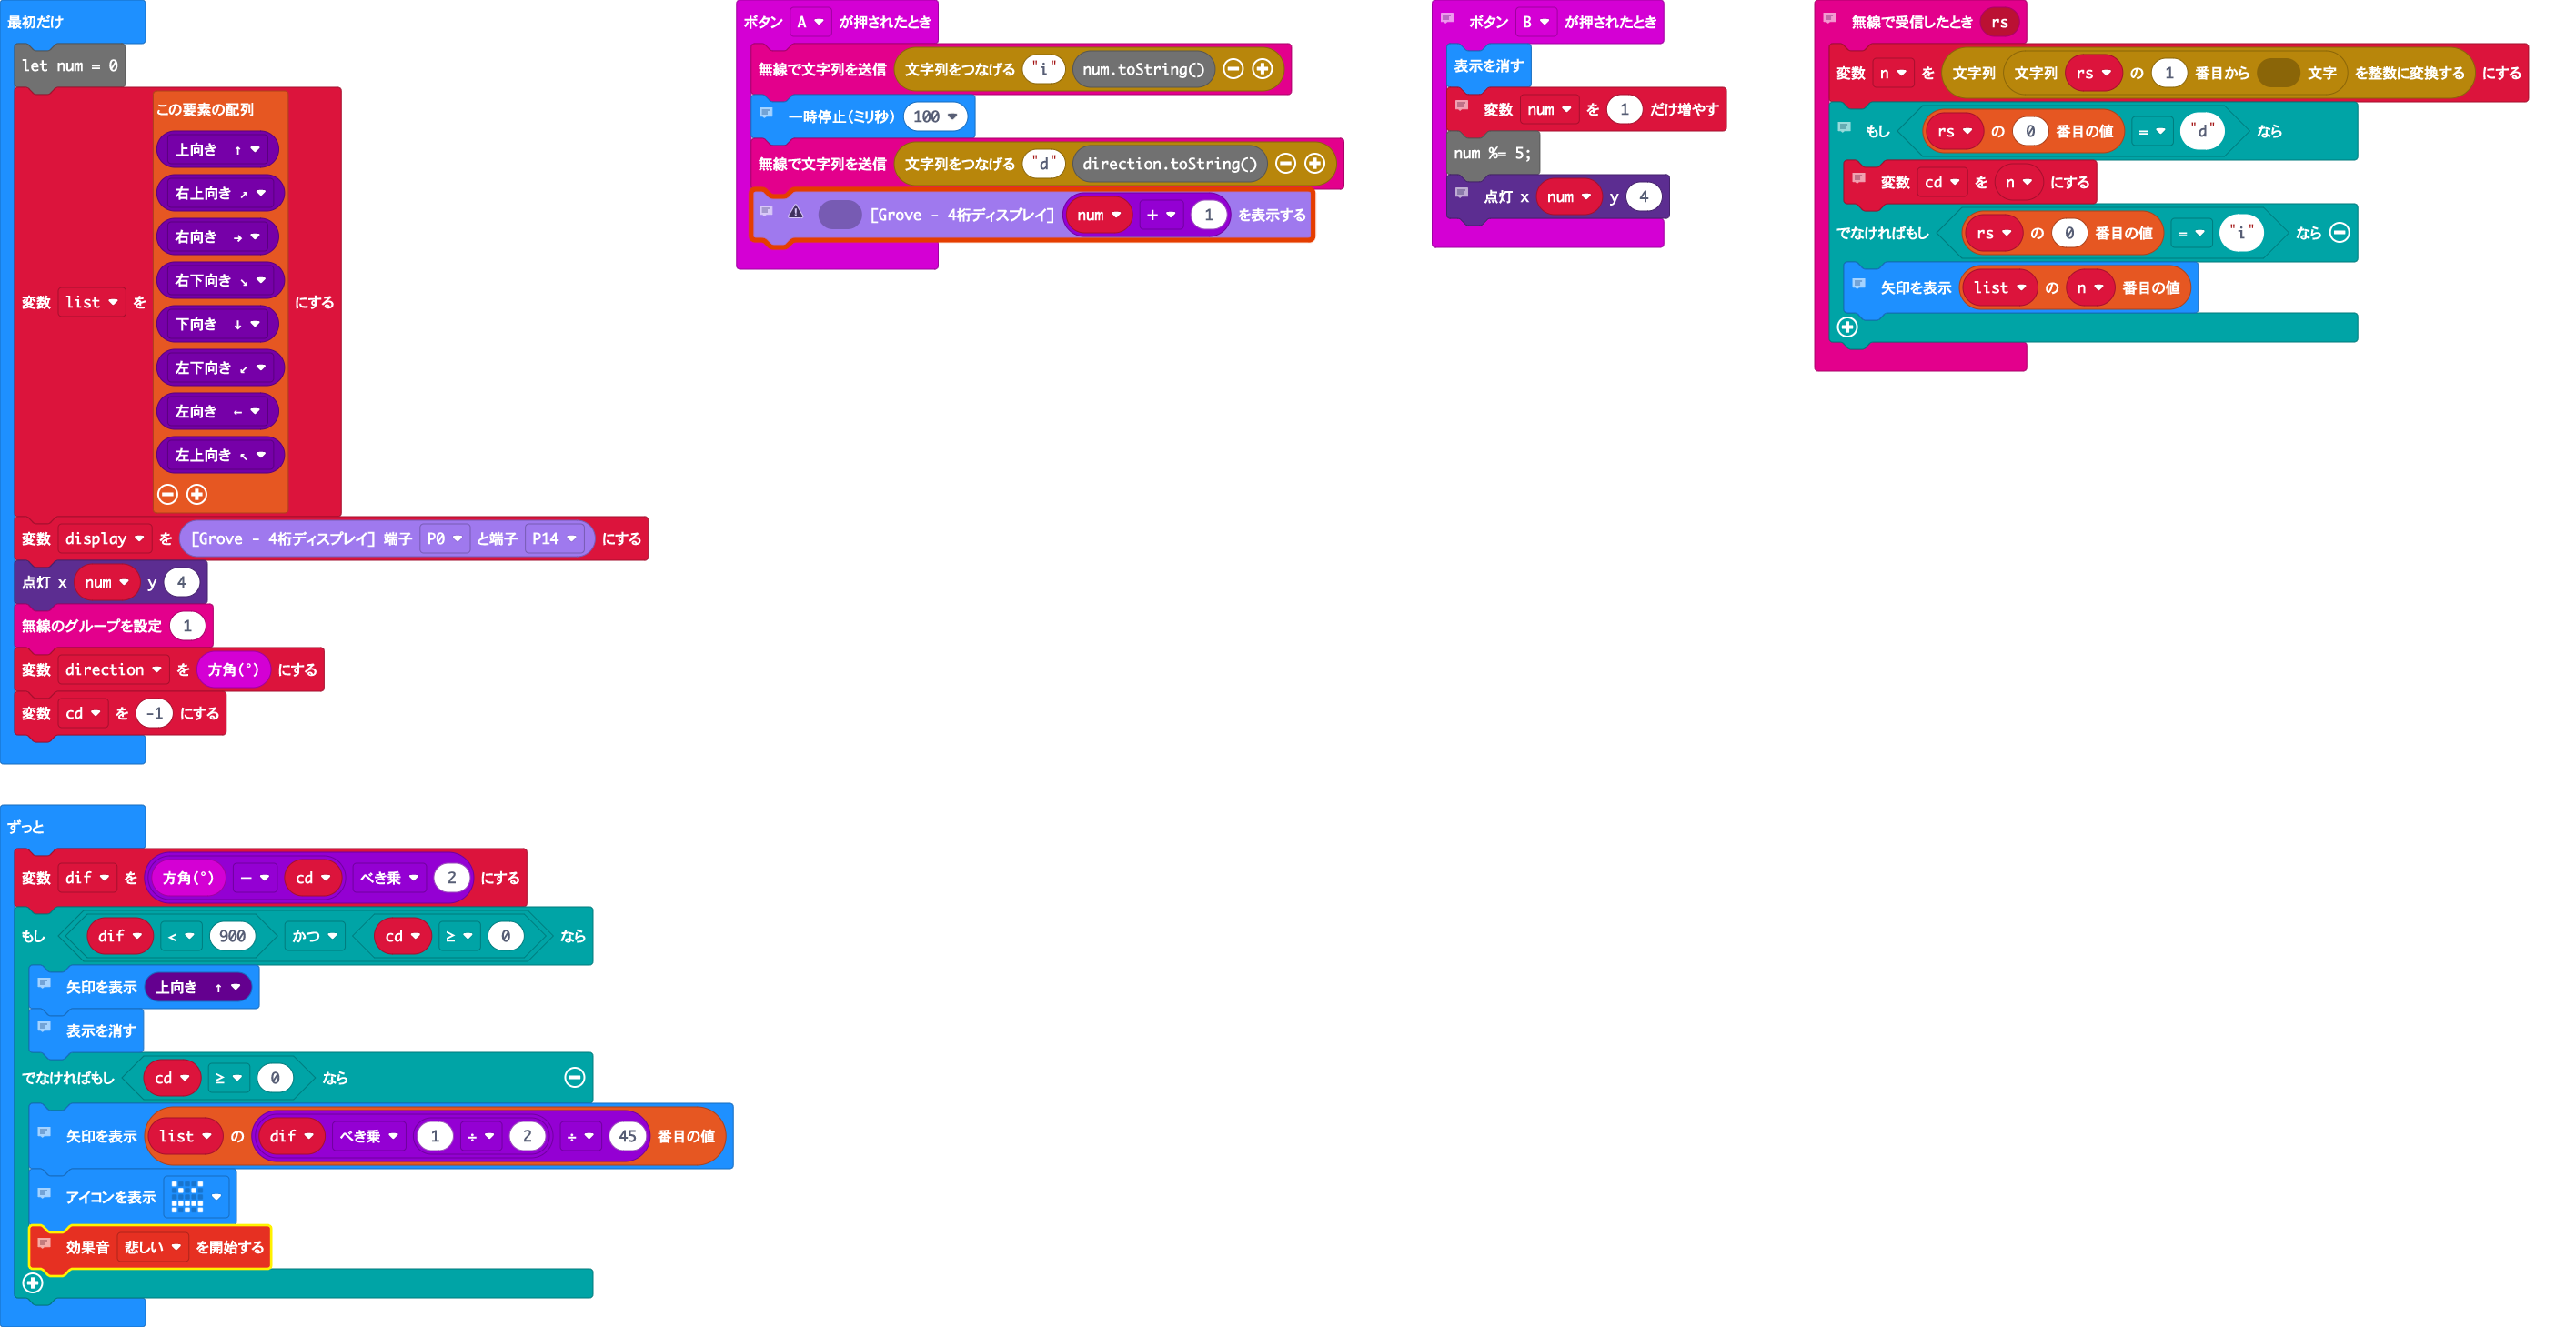 最初だけ
let num = 0
変数 list を この要素の配列 にする
上向き ↑
右上向き ↗
右向き →
右下向き ↘
下向き ↓
左下向き ↙
左向き ←
左上向き ↖
変数 display を [Grove - 4桁ディスプレイ] 端子 P0 と端子 P14 にする
点灯 x num y 4
無線のグループを設定 1
変数 direction を 方角(°) にする
変数 cd を -1 にする
ボタン A が押されたとき
無線で文字列を送信 文字列をつなげる "i" num.toString()
一時停止(ミリ秒) 100
無線で文字列を送信 文字列をつなげる "d" direction.toString()
[Grove - 4桁ディスプレイ] num + 1 を表示する
ボタン B が押されたとき
表示を消す
変数 num を 1 だけ増やす
num %= 5;
点灯 x num y 4
無線で受信したとき rs
変数 n を 文字列 文字列 rs の 1 番目から 文字 を整数に変換する にする
もし rs の 0 番目の値 = "d" なら
変数 cd を n にする
でなければもし rs の 0 番目の値 = "i" なら
矢印を表示 list の n 番目の値
ずっと
変数 dif を 方角(°) - cd べき乗 2 にする
もし dif < 900 かつ cd ≥ 0 なら
矢印を表示 上向き ↑
表示を消す
でなければもし cd ≥ 0 なら
矢印を表示 list の dif べき乗 1 ÷ 2 ÷ 45 番目の値
アイコンを表示
効果音 悲しい を開始する